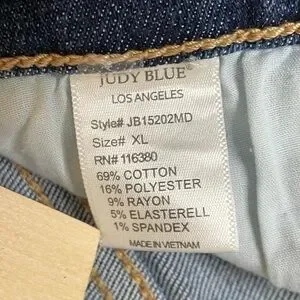 JUDY BLUE®
LOS ANGELES
Style# JB15202MD
Size# XL
RN# 116380
69% COTTON
16% POLYESTER
9% RAYON
5% ELASTERELL
1% SPANDEX
MADE IN VIETNAM